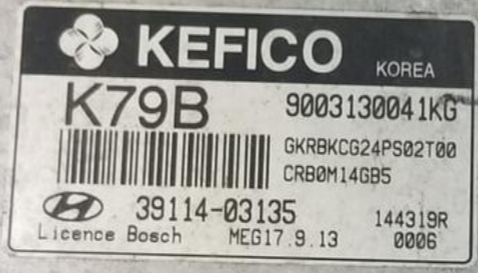 KEFICO KOREA
K79B 9003130041KG
GKRBKCG24PS02T00
CRB0M14GB5
39114-03135 144319R
Licence Bosch MEG17.9.13 0006